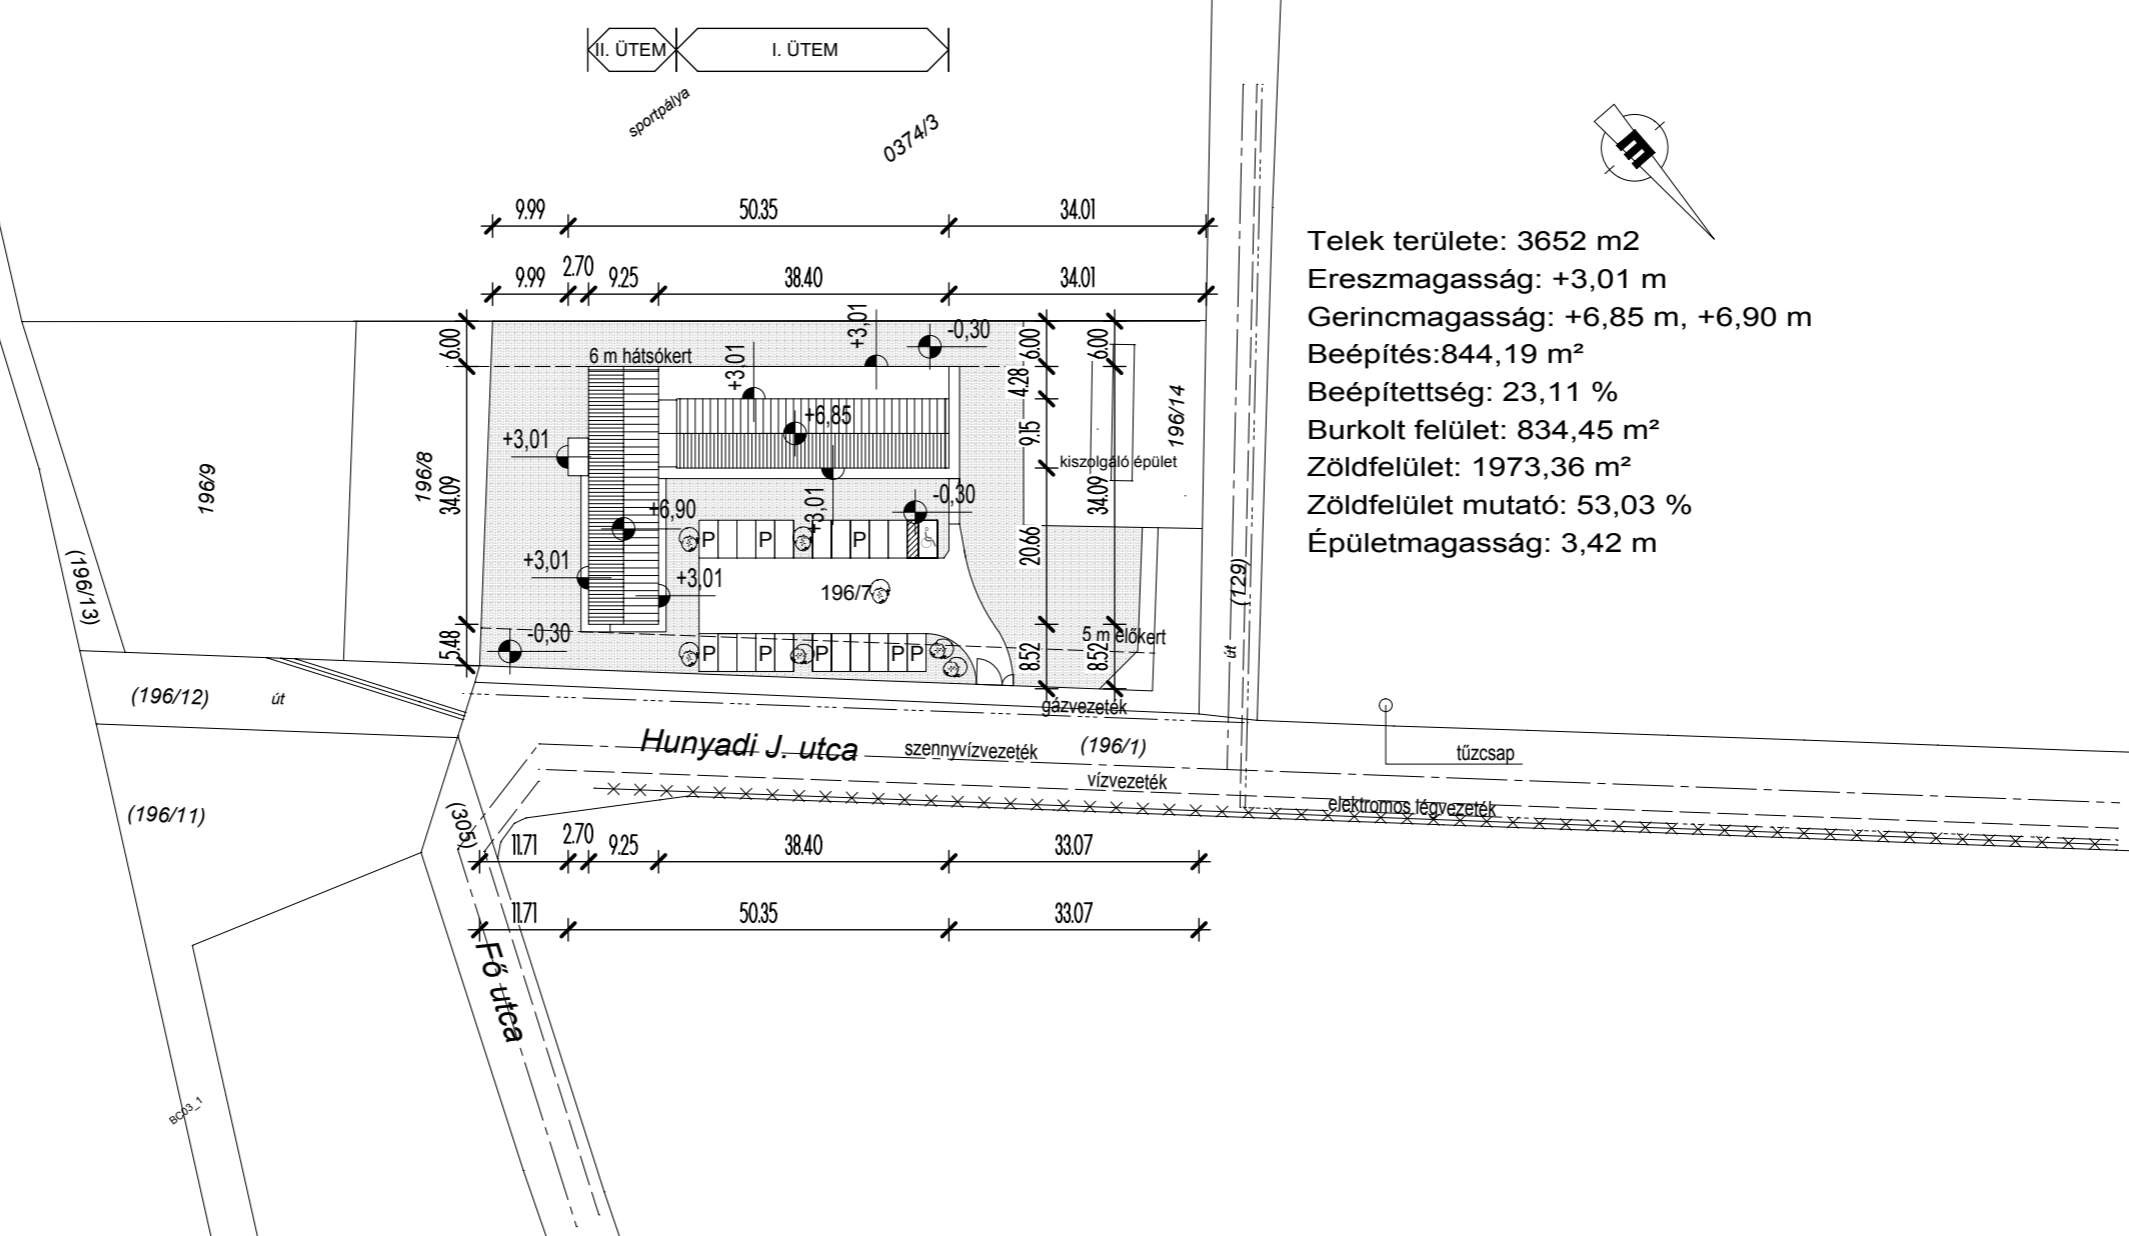 II. ÜTEM
I. ÜTEM
sportpálya
0374/3
9.99
50.35
34.01
9.99
2.70
9.25
38.40
34.01
Telek területe: 3652 m2
Ereszmagasság: +3,01 m
Gerincmagasság: +6,85 m, +6,90 m
Beépítés:844,19 m²
Beépítettség: 23,11 %
Burkolt felület: 834,45 m²
Zöldfelület: 1973,36 m²
Zöldfelület mutató: 53,03 %
Épületmagasság: 3,42 m
6.00
6 m hátsókert
+3,01
+3,01
-0,30
6.00
6.00
4.28
+6,85
9.15
+3,01
196/9
196/8
34.09
196/14
kiszolgáló épület
34.09
+6,90
+3,01
-0,30
P
P
P
20.66
+3,01
+3,01
196/7
(196/13)
(129)
út
5.48
-0,30
P
P
P
P
P
8.52
8.52
5 m előkert
(196/12)
út
gázvezeték
Hunyadi J. utca
szennyvízvezeték
(196/1)
vízvezeték
tűzcsap
elektromos légvezeték
(196/11)
(305)
11.71
2.70
9.25
38.40
33.07
11.71
50.35
33.07
Fő utca
BC03_1